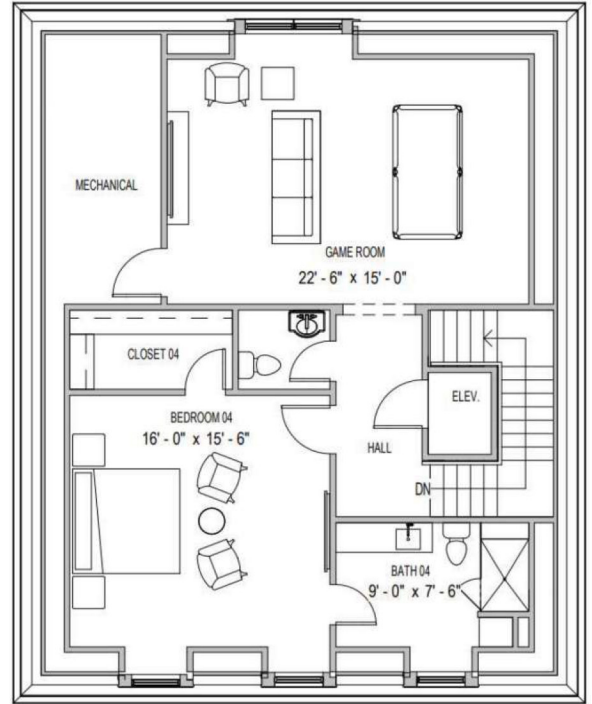 MECHANICAL
GAME ROOM
22' - 6" x 15' - 0"
CLOSET 04
ELEV.
BEDROOM 04
16' - 0" x 15' - 6"
HALL
DN
BATH 04
9' - 0" x 7' - 6"